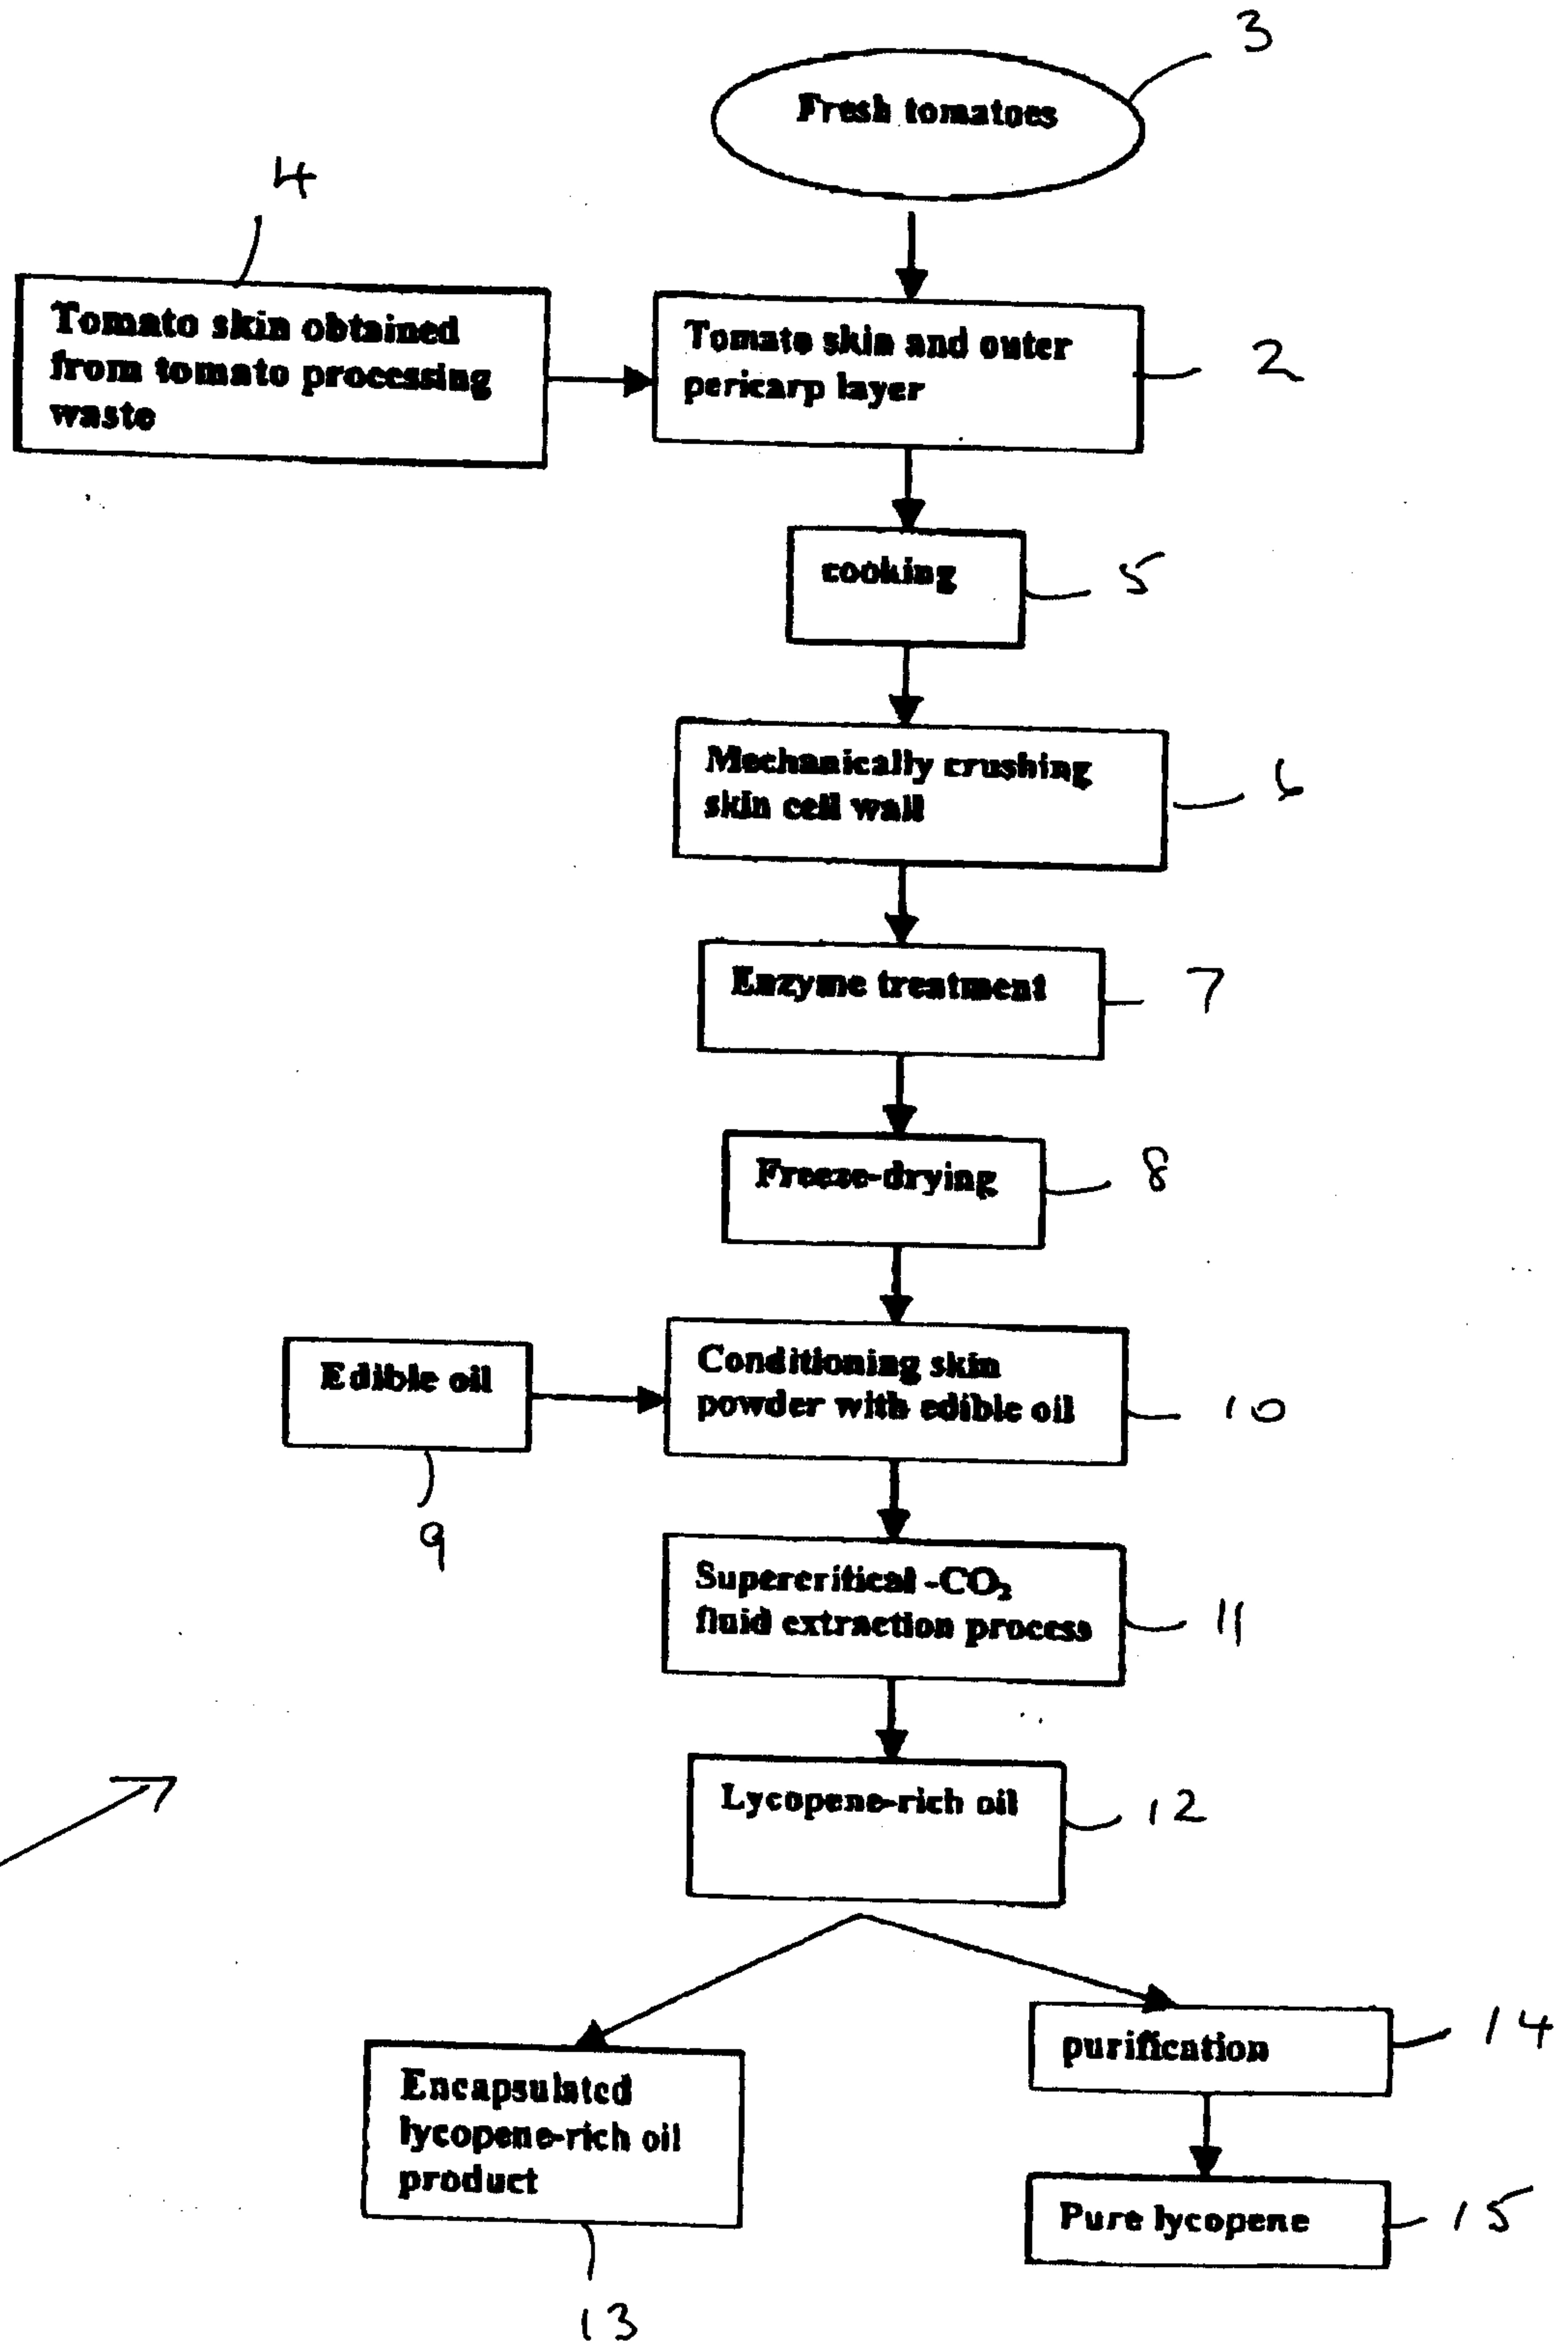 3
Fresh tomatoes
4
Tomato skin obtained
from tomato processing
waste
Tomato skin and outer
pericarp layer
2
cooking
5
Mechanically crushing
skin cell wall
6
Enzyme treatment
7
Freeze-drying
8
Edible oil
9
Conditioning skin
powder with edible oil
10
Supercritical -CO₂
fluid extraction process
11
Lycopene-rich oil
12
Encapsulated
lycopene-rich oil
product
13
purification
14
Pure lycopene
15